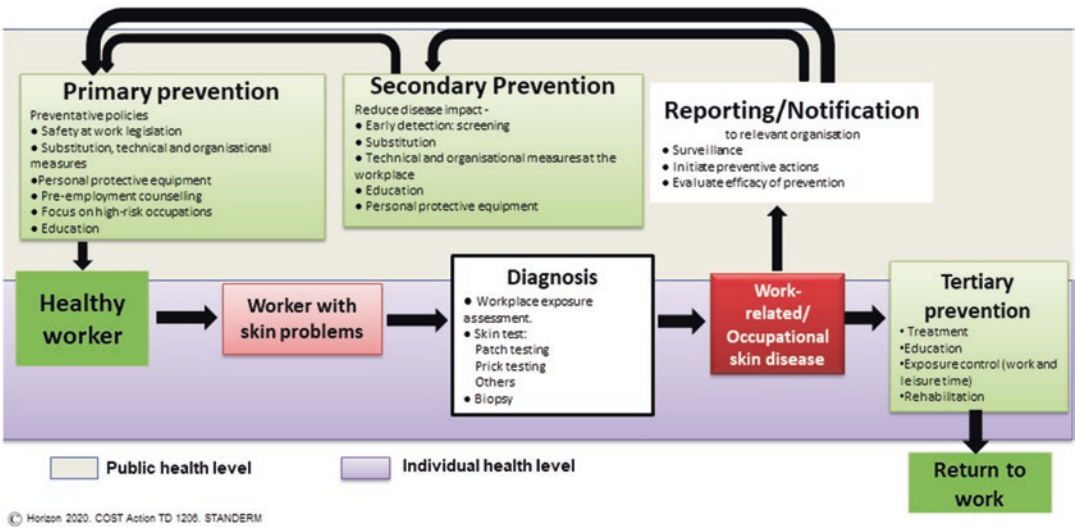 Primary prevention
Preventative policies
● Safety at work legislation
● Substitution, technical and organisational
measures
●Personal protective equipment
● Pre-employment counselling
● Focus on high-risk occupations
● Education
Secondary Prevention
Reduce disease impact -
● Early detection: screening
● Substitution
● Technical and organisational measures at the
workplace
● Education
● Personal protective equipment
Reporting/Notification
to relevant organisation
● Surveillance
● Initiate preventive actions
● Evaluate efficacy of prevention
Healthy
worker
Worker with
skin problems
Diagnosis
● Workplace exposure
assessment.
● Skin test:
Patch testing
Prick testing
Others
● Biopsy
Work-
related/
Occupational
skin disease
Tertiary
prevention
• Treatment
•Education
•Exposure control (work and
leisure time)
•Rehabilitation
Return to
work
Public health level
Individual health level
© Horizon 2020. COST Action TD 1206. STANDERM